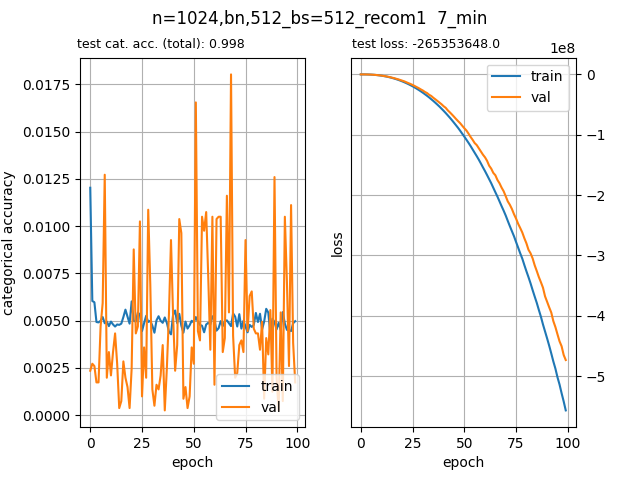 n=1024,bn,512_bs=512_recom1  7_min
test cat. acc. (total): 0.998
test loss: -265353648.0
1e8
0.0175
0.0150
0.0125
0.0100
0.0075
0.0050
0.0025
0.0000
categorical accuracy
train
val
0
25
50
75
100
epoch
loss
train
val
0
−1
−2
−3
−4
−5
0
25
50
75
100
epoch